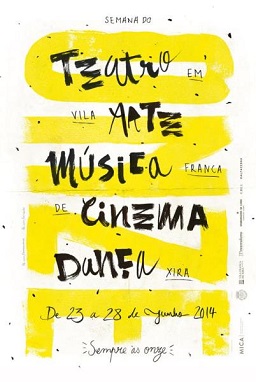 SEMANA DO
TEatro EM
VILA ARTE
MÚSICA FRANCA
DE CiNEMA
DanÇa XIRA
De 23 a 28 de Junho 2014
Sempre às onze
MICA